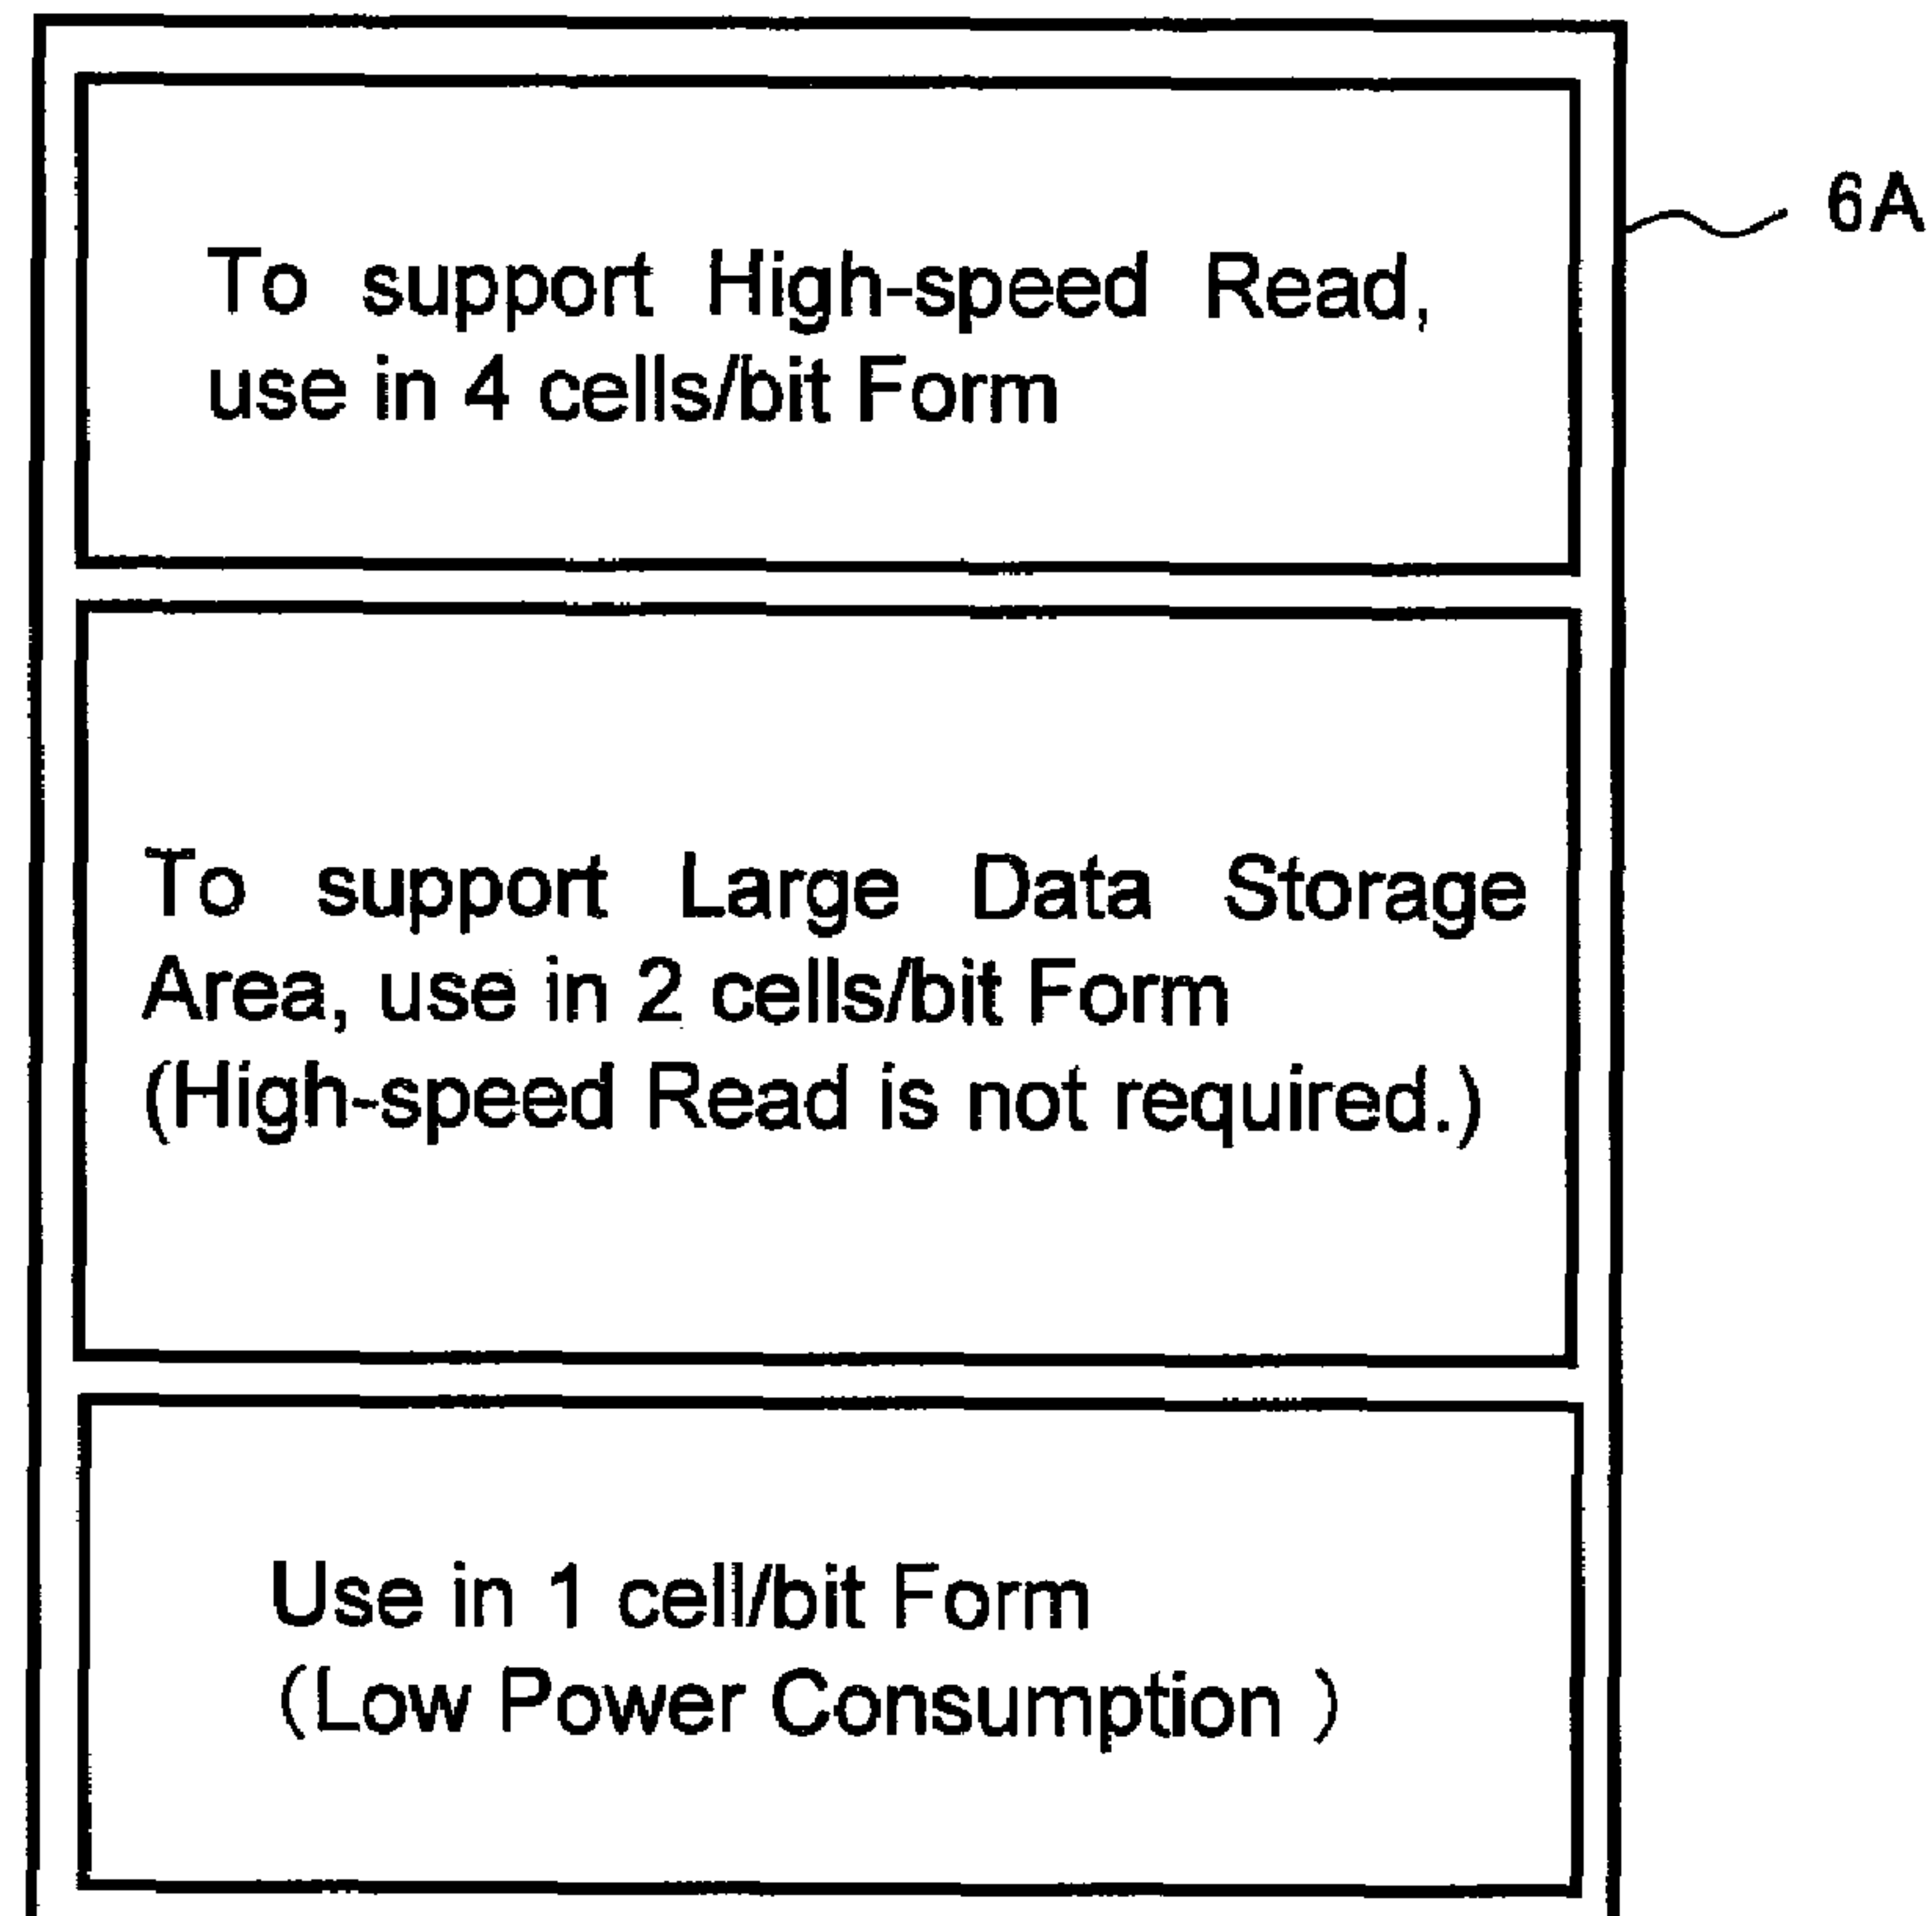 6A
To support High-speed Read,
use in 4 cells/bit Form
To support Large Data Storage
Area, use in 2 cells/bit Form
(High-speed Read is not required.)
Use in 1 cell/bit Form
(Low Power Consumption )